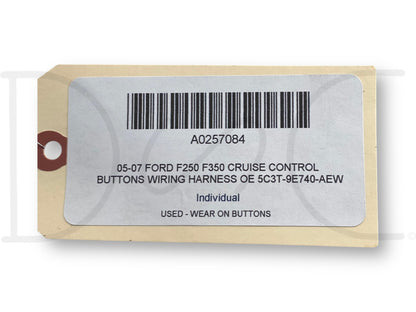 A0257084
05-07 FORD F250 F350 CRUISE CONTROL
BUTTONS WIRING HARNESS OE 5C3T-9E740-AEW
Individual
USED - WEAR ON BUTTONS